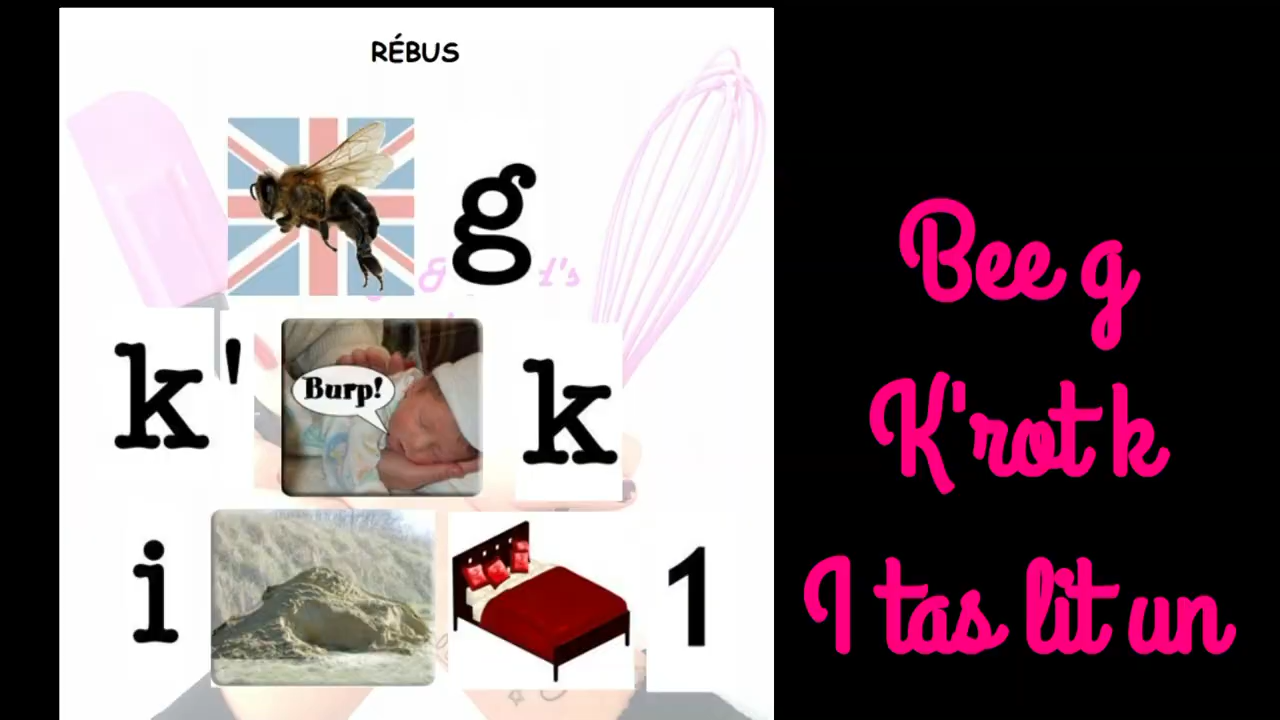 RÉBUS
g
Bee g
& d's
k' Burp! k
K'rot k
i 1
I tas lit un